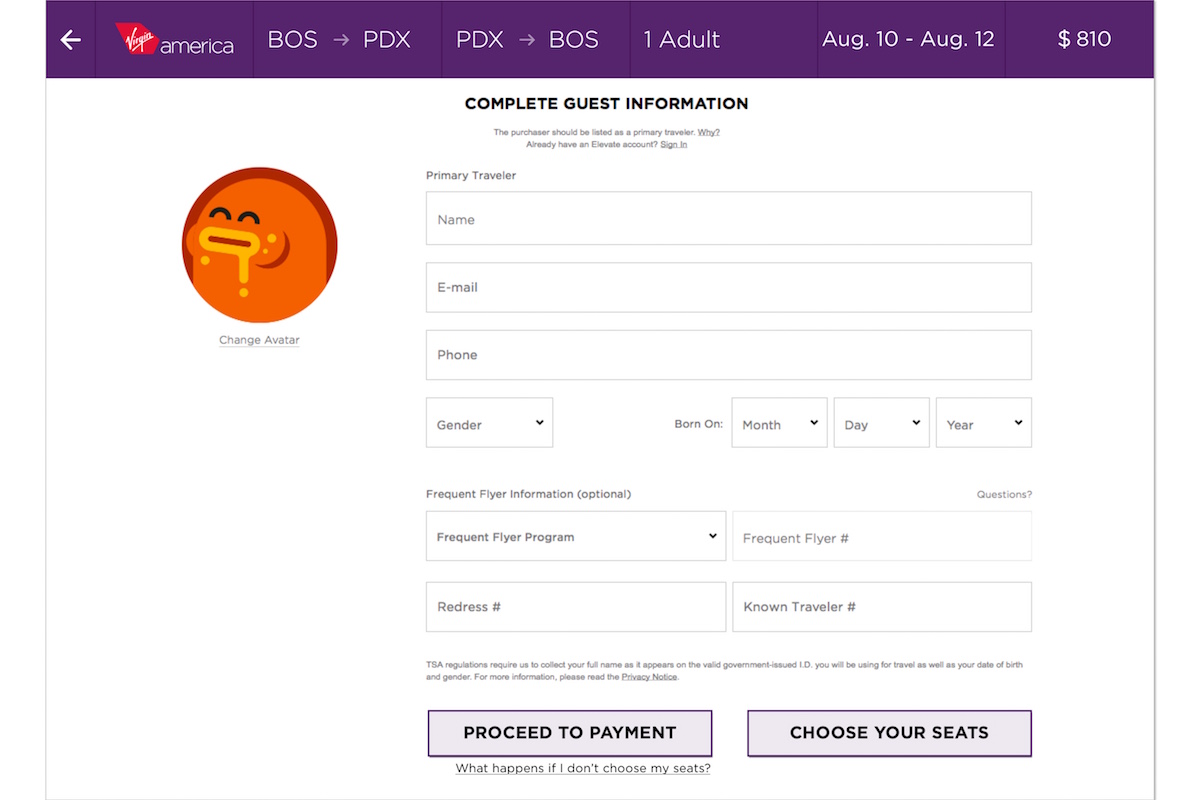 Virgin america BOS → PDX PDX → BOS 1 Adult Aug. 10 - Aug. 12 $ 810
COMPLETE GUEST INFORMATION
The purchaser should be listed as a primary traveler. Why?
Already have an Elevate account? Sign In
Primary Traveler
Name
E-mail
Change Avatar
Phone
Gender Born On: Month Day Year
Frequent Flyer Information (optional) Questions?
Frequent Flyer Program Frequent Flyer #
Redress # Known Traveler #
TSA regulations require us to collect your full name as it appears on the valid government-issued I.D. you will be using for travel as well as your date of birth
and gender. For more information, please read the Privacy Notice.
PROCEED TO PAYMENT CHOOSE YOUR SEATS
What happens if I don't choose my seats?